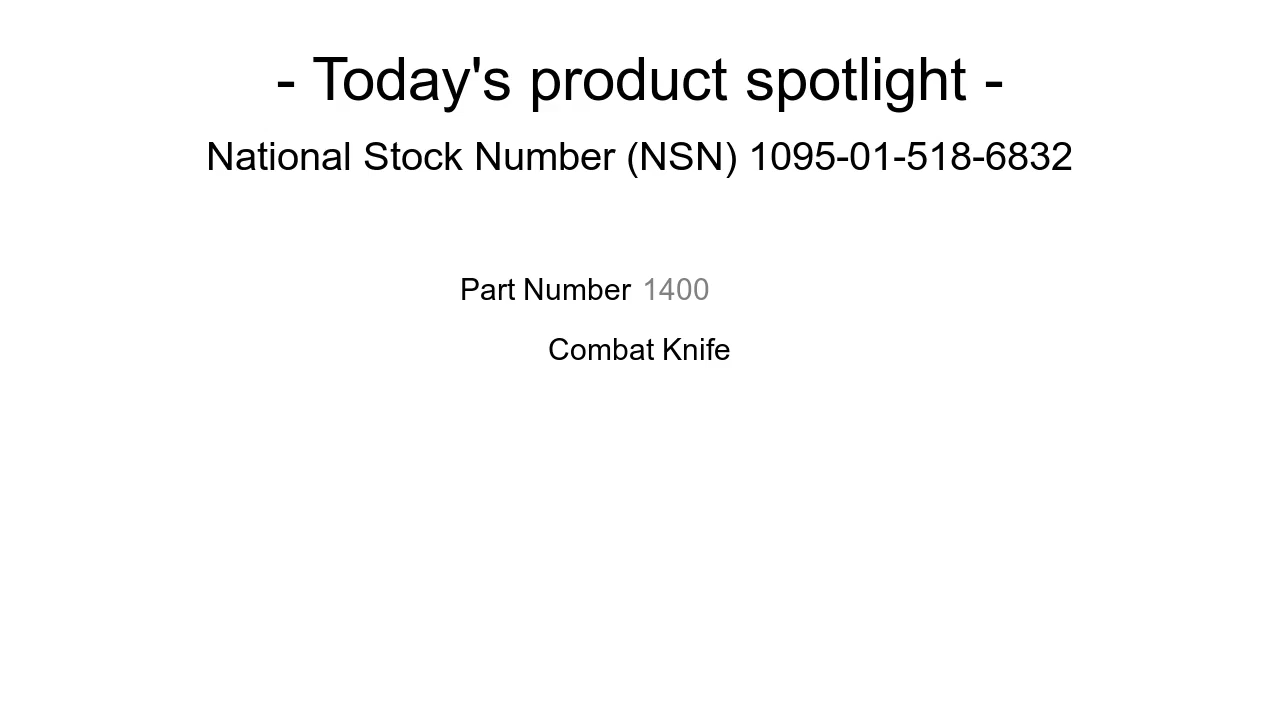 - Today's product spotlight -
National Stock Number (NSN) 1095-01-518-6832
Part Number 1400
Combat Knife